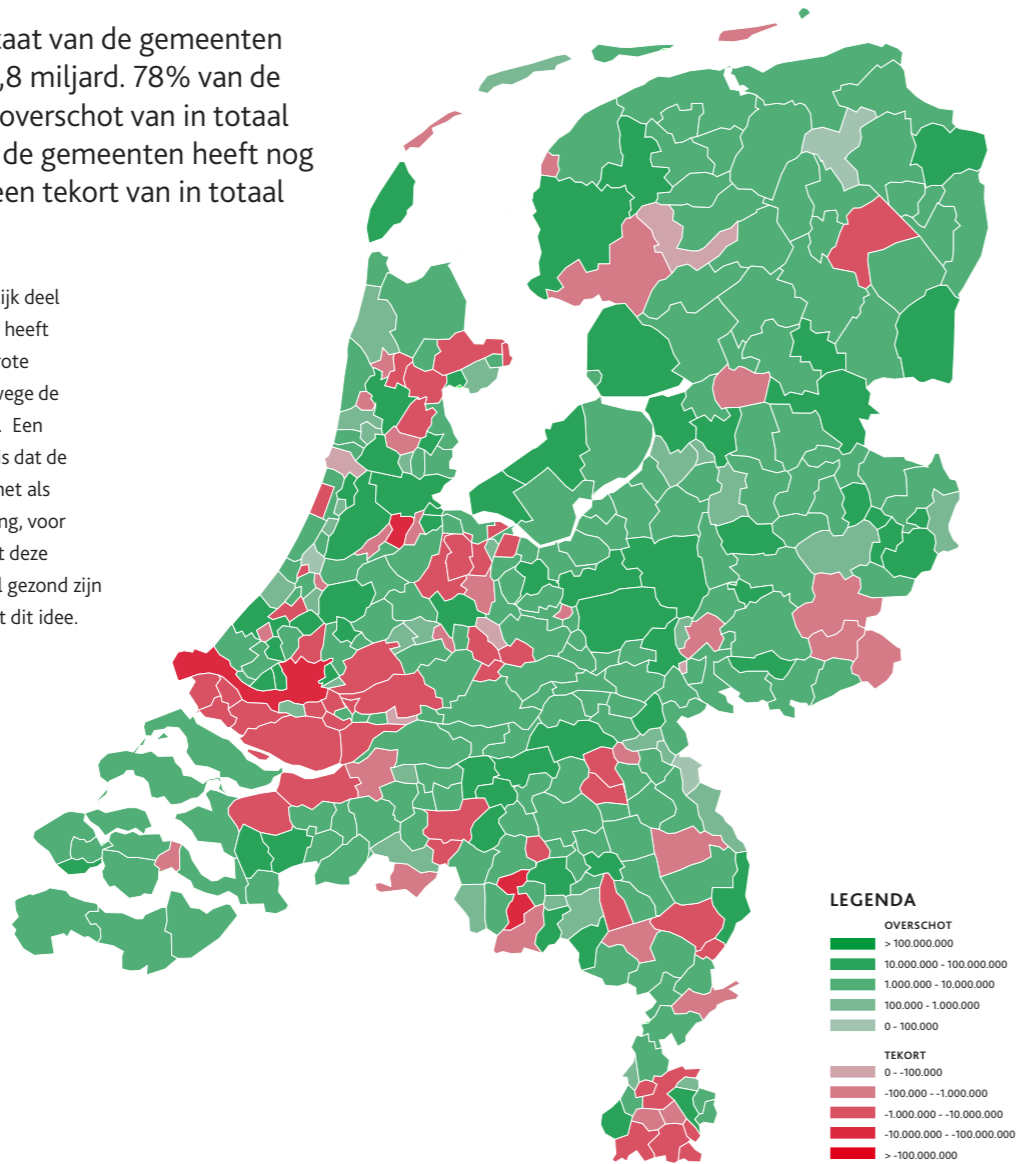 taat van de gemeenten
,8 miljard. 78% van de
overschot van in totaal
de gemeenten heeft nog
een tekort van in totaal
ijk deel
heeft
rote
wege de
. Een
is dat de
net als
ng, voor
t deze
l gezond zijn
t dit idee.
LEGENDA
OVERSCHOT
> 100.000.000
10.000.000 - 100.000.000
1.000.000 - 10.000.000
100.000 - 1.000.000
0 - 100.000
TEKORT
0 - -100.000
-100.000 - -1.000.000
-1.000.000 - -10.000.000
-10.000.000 - -100.000.000
> -100.000.000